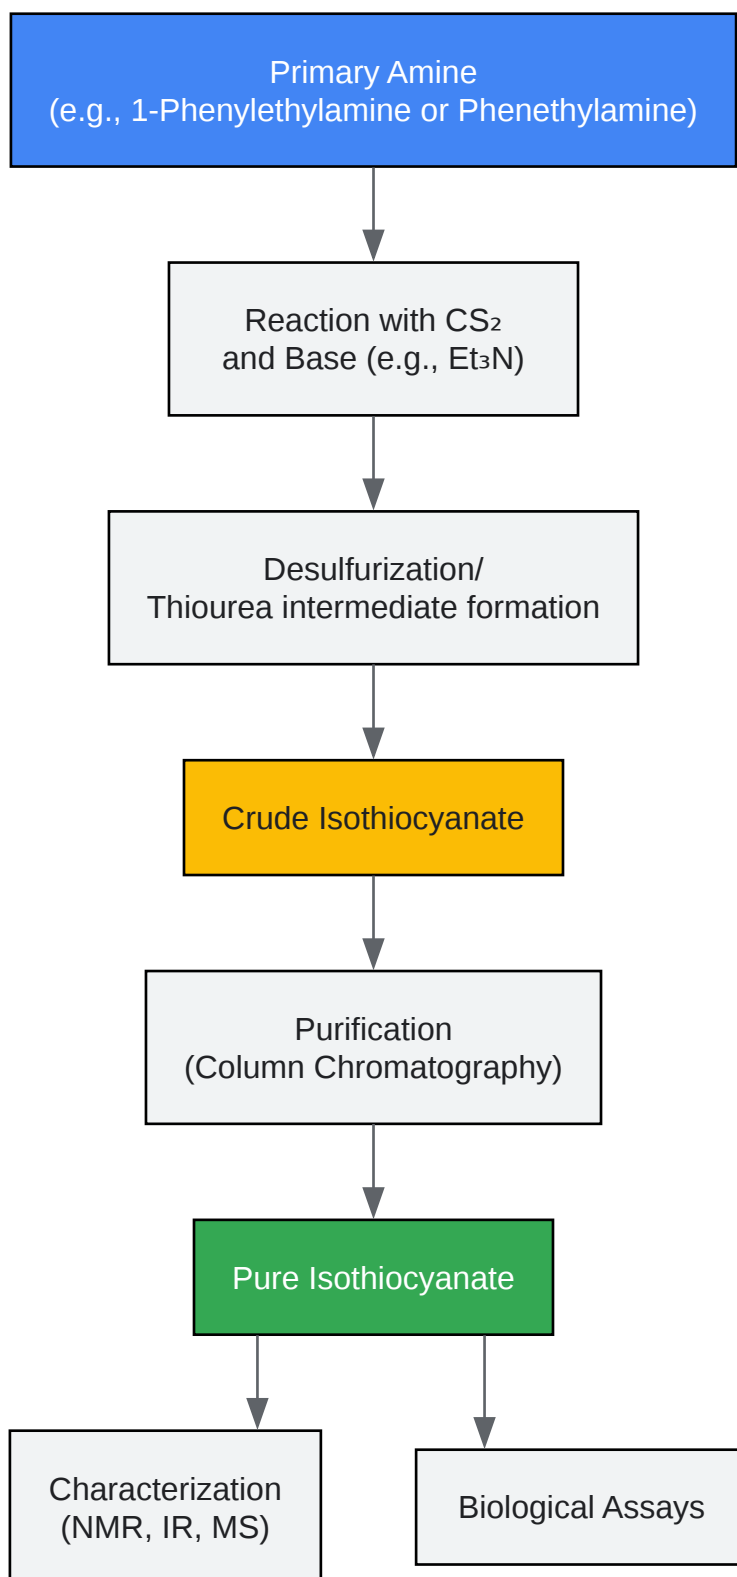 Primary Amine
(e.g., 1-Phenylethylamine or Phenethylamine)
Reaction with CS₂
and Base (e.g., Et₃N)
Desulfurization/
Thiourea intermediate formation
Crude Isothiocyanate
Purification
(Column Chromatography)
Pure Isothiocyanate
Characterization
(NMR, IR, MS)
Biological Assays